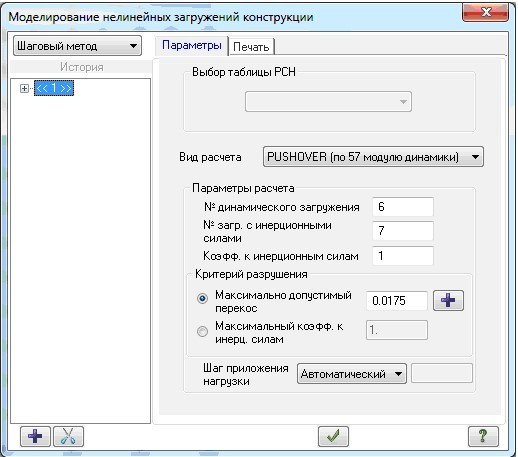 Моделирование нелинейных загружений конструкции
Шаговый метод
История
<< 1 >>
Параметры
Печать
Выбор таблицы РСН
Вид расчета
PUSHOVER (по 57 модулю динамики)
Параметры расчета
№ динамического загружения
6
№ загр. с инерционными
силами
7
Коэфф. к инерционным силам
1
Критерий разрушения
Максимально допустимый
перекос
0.0175
Максимальный коэфф. к
инерц. силам
1.
Шаг приложения
нагрузки
Автоматический